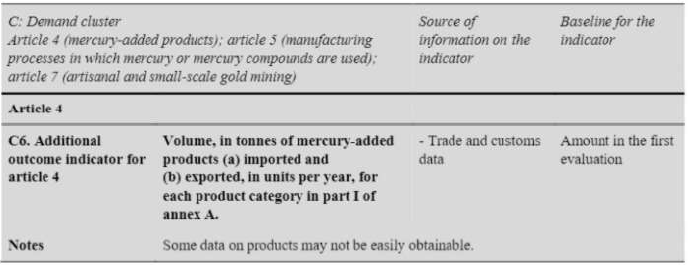 C: Demand cluster
Article 4 (mercury-added products); article 5 (manufacturing
processes in which mercury or mercury compounds are used);
article 7 (artisanal and small-scale gold mining)
Source of
information on the
indicator
Baseline for the
indicator
Article 4
C6. Additional
outcome indicator for
article 4
Volume, in tonnes of mercury-added
products (a) imported and
(b) exported, in units per year, for
each product category in part I of
annex A.
- Trade and customs
data
Amount in the first
evaluation
Notes
Some data on products may not be easily obtainable.